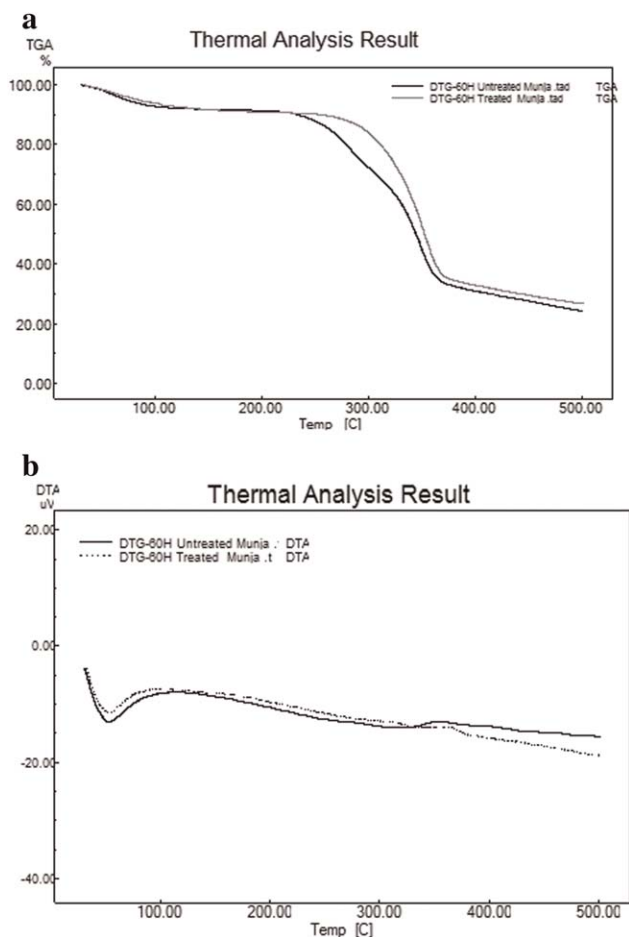 a
TGA
%
Thermal Analysis Result
100.00
80.00
60.00
40.00
20.00
0.00
DTG-60H Untreated Munja .tad TGA
DTG-60H Treated Munja .tad TGA
100.00 200.00 300.00 400.00 500.00
Temp [C]
b
DTA
uV
Thermal Analysis Result
20.00
0.00
-20.00
-40.00
DTG-60H Untreated Munja .t DTA
DTG-60H Treated Munja .t DTA
100.00 200.00 300.00 400.00 500.00
Temp [C]